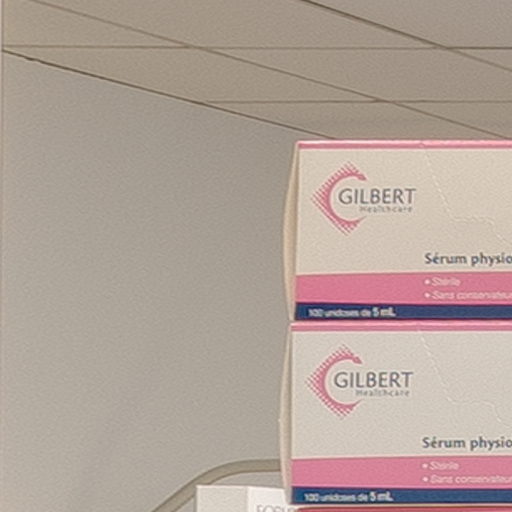 GILBERT
Healthcare
Sérum physio
• Stérile
• Sans conservateur
100 unidoses de 5 mL
GILBERT
Healthcare
Sérum physio
• Stérile
• Sans conservateur
100 unidoses de 5 mL